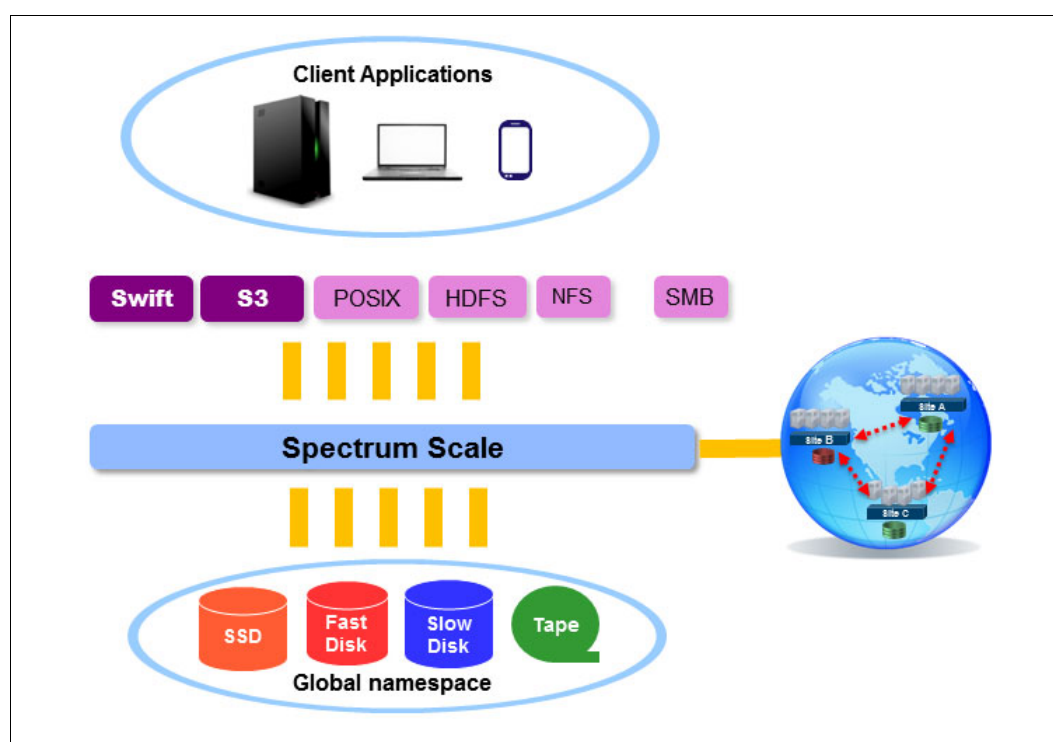 Client Applications
Swift S3 POSIX HDFS NFS SMB
Spectrum Scale
Site A
Site B
Site C
SSD
Fast
Disk
Slow
Disk
Tape
Global namespace